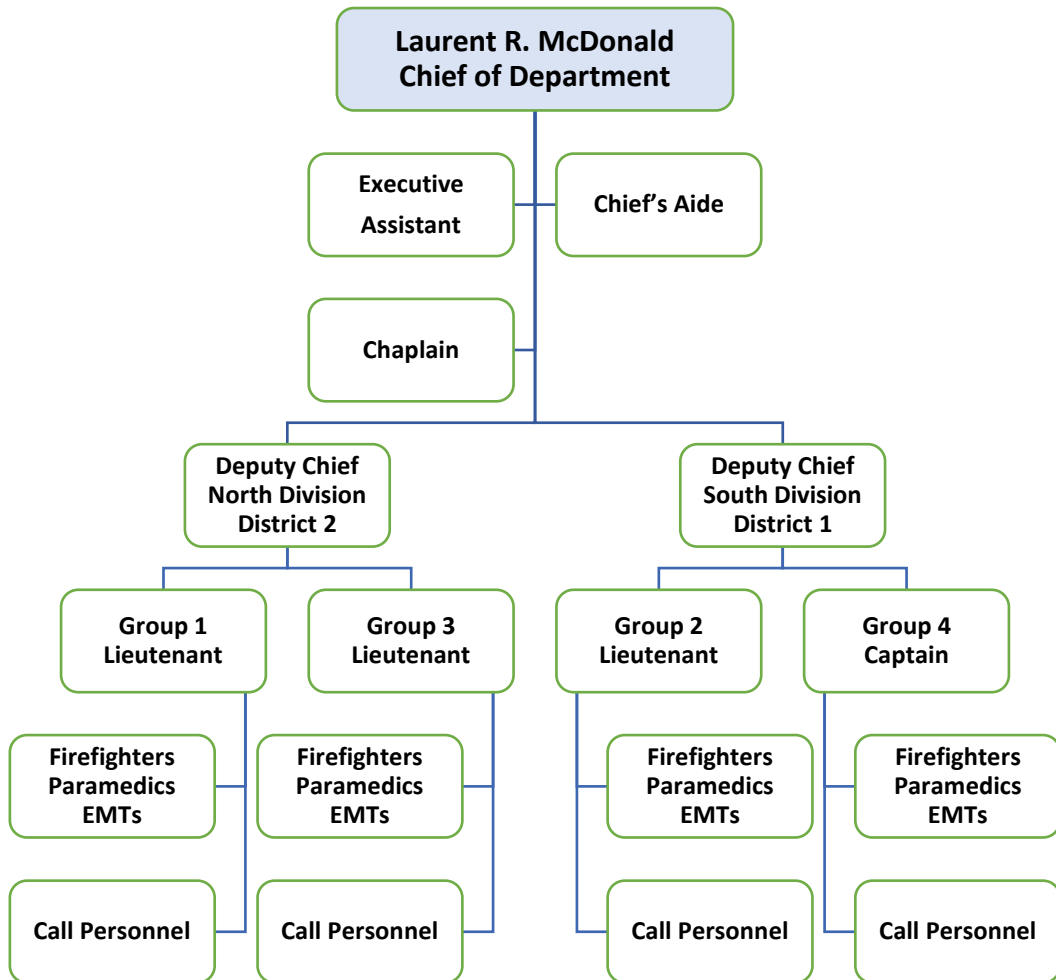 Laurent R. McDonald
Chief of Department
Executive
Assistant
Chief’s Aide
Chaplain
Deputy Chief
North Division
District 2
Deputy Chief
South Division
District 1
Group 1
Lieutenant
Group 3
Lieutenant
Group 2
Lieutenant
Group 4
Captain
Firefighters
Paramedics
EMTs
Firefighters
Paramedics
EMTs
Firefighters
Paramedics
EMTs
Firefighters
Paramedics
EMTs
Call Personnel
Call Personnel
Call Personnel
Call Personnel